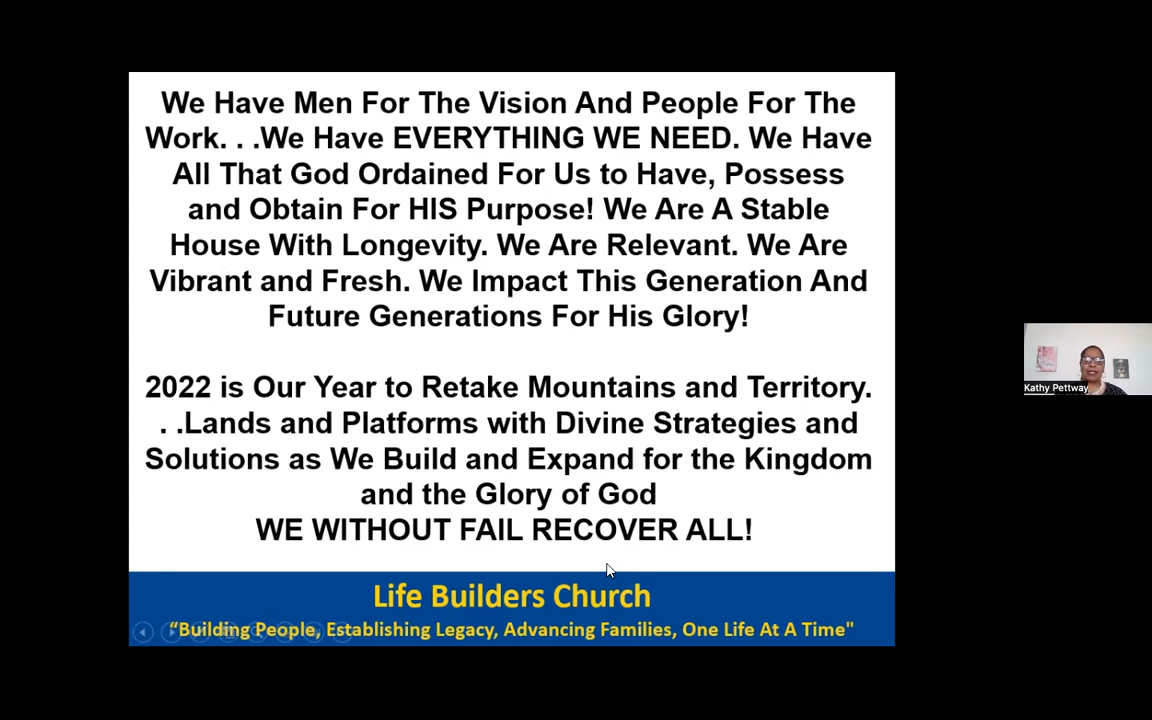 We Have Men For The Vision And People For The
Work. . .We Have EVERYTHING WE NEED. We Have
All That God Ordained For Us to Have, Possess
and Obtain For HIS Purpose! We Are A Stable
House With Longevity. We Are Relevant. We Are
Vibrant and Fresh. We Impact This Generation And
Future Generations For His Glory!
2022 is Our Year to Retake Mountains and Territory.
. .Lands and Platforms with Divine Strategies and
Solutions as We Build and Expand for the Kingdom
and the Glory of God
WE WITHOUT FAIL RECOVER ALL!
Kathy Pettway
Life Builders Church
“Building People, Establishing Legacy, Advancing Families, One Life At A Time"